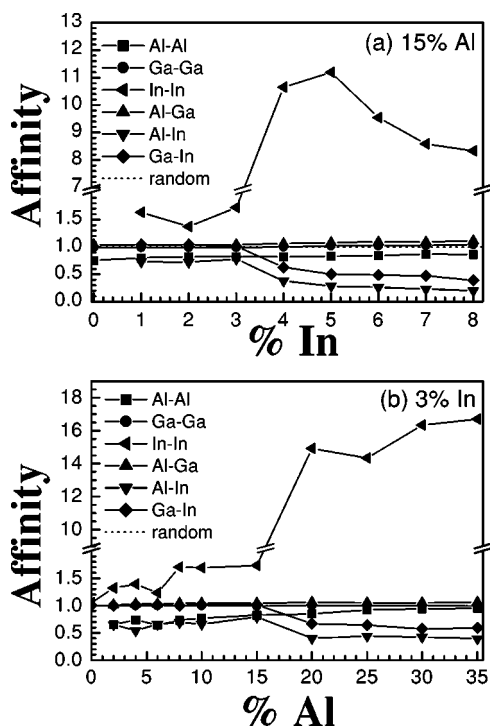 (a) 15% Al
Al-Al
Ga-Ga
In-In
Al-Ga
Al-In
Ga-In
random
Affinity
13
12
11
10
9
8
7
1.5
1.0
0.5
0.0
0 1 2 3 4 5 6 7 8
% In
(b) 3% In
Al-Al
Ga-Ga
In-In
Al-Ga
Al-In
Ga-In
random
Affinity
16
14
12
10
1.5
1.0
0.5
0.0
0 5 10 15 20 25 30 35
% Al